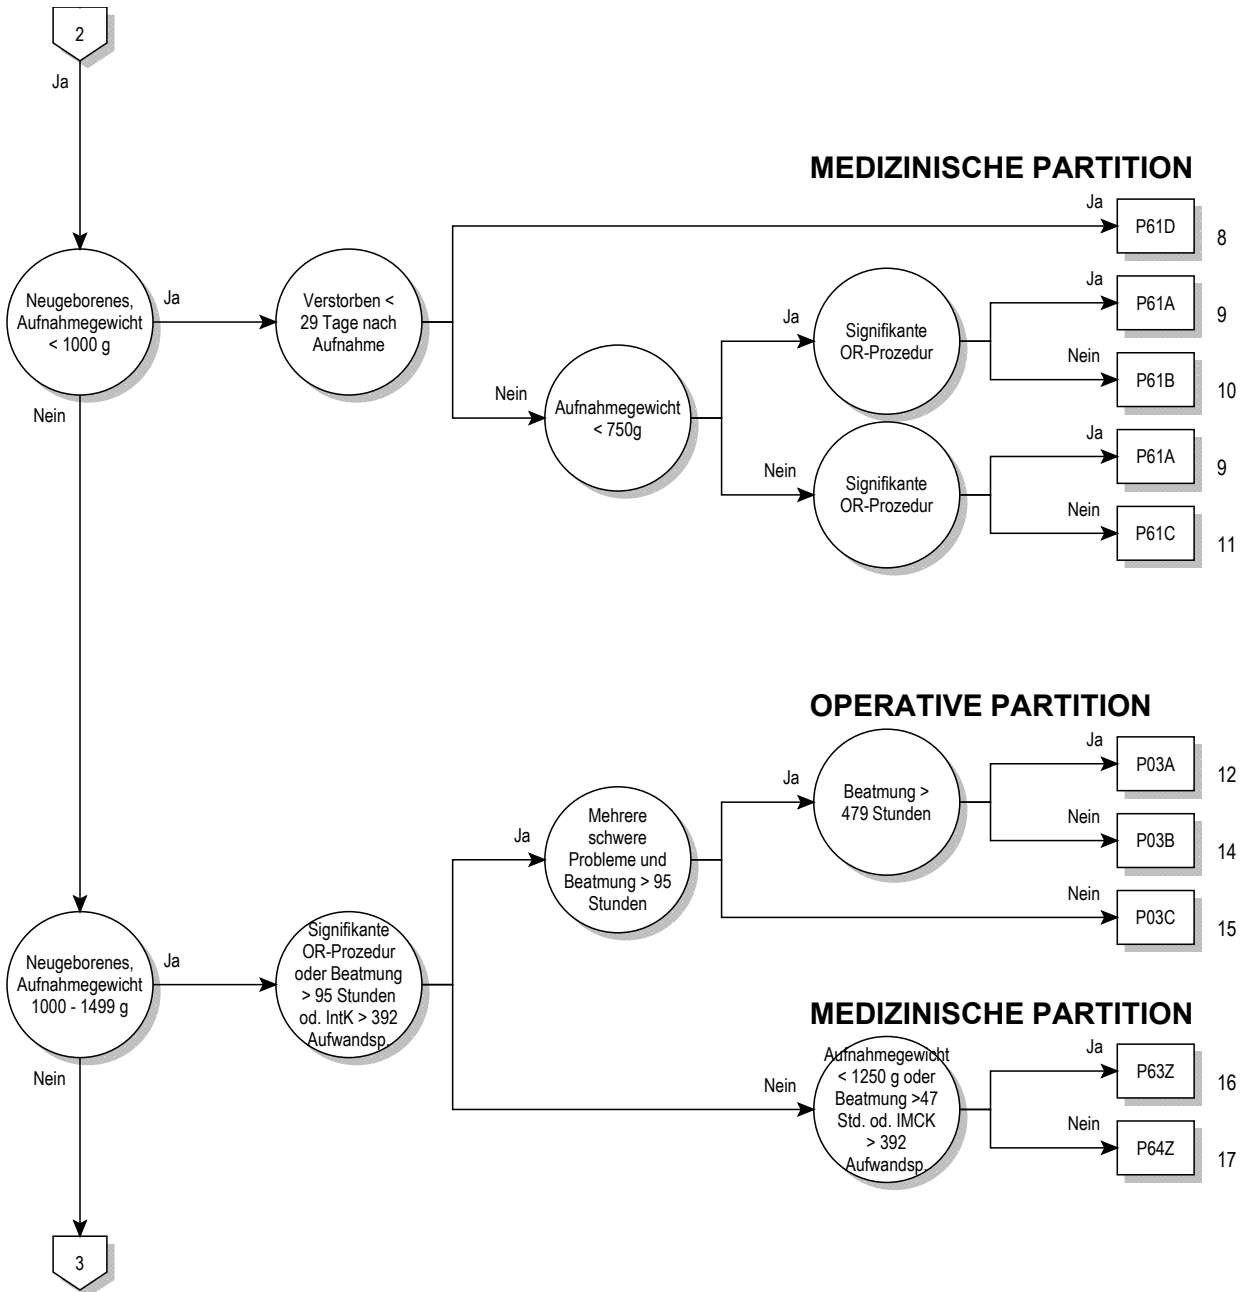 2
Ja
MEDIZINISCHE PARTITION
Ja
P61D
8
Neugeborenes,
Aufnahmegewicht
< 1000 g
Ja
Verstorben <
29 Tage nach
Aufnahme
Ja
Signifikante
OR-Prozedur
Ja
P61A
9
Nein
P61B
10
Nein
Nein
Aufnahmegewicht
< 750g
Nein
Signifikante
OR-Prozedur
Ja
P61A
9
Nein
P61C
11
OPERATIVE PARTITION
Ja
Beatmung >
479 Stunden
Ja
P03A
12
Nein
P03B
14
Ja
Mehrere
schwere
Probleme und
Beatmung > 95
Stunden
Nein
P03C
15
Neugeborenes,
Aufnahmegewicht
1000 - 1499 g
Ja
Signifikante
OR-Prozedur
oder Beatmung
> 95 Stunden
od. IntK > 392
Aufwandsp.
MEDIZINISCHE PARTITION
Nein
Nein
Aufnahmegewicht
< 1250 g oder
Beatmung >47
Std. od. IMCK
> 392
Aufwandsp.
Ja
P63Z
16
Nein
P64Z
17
3